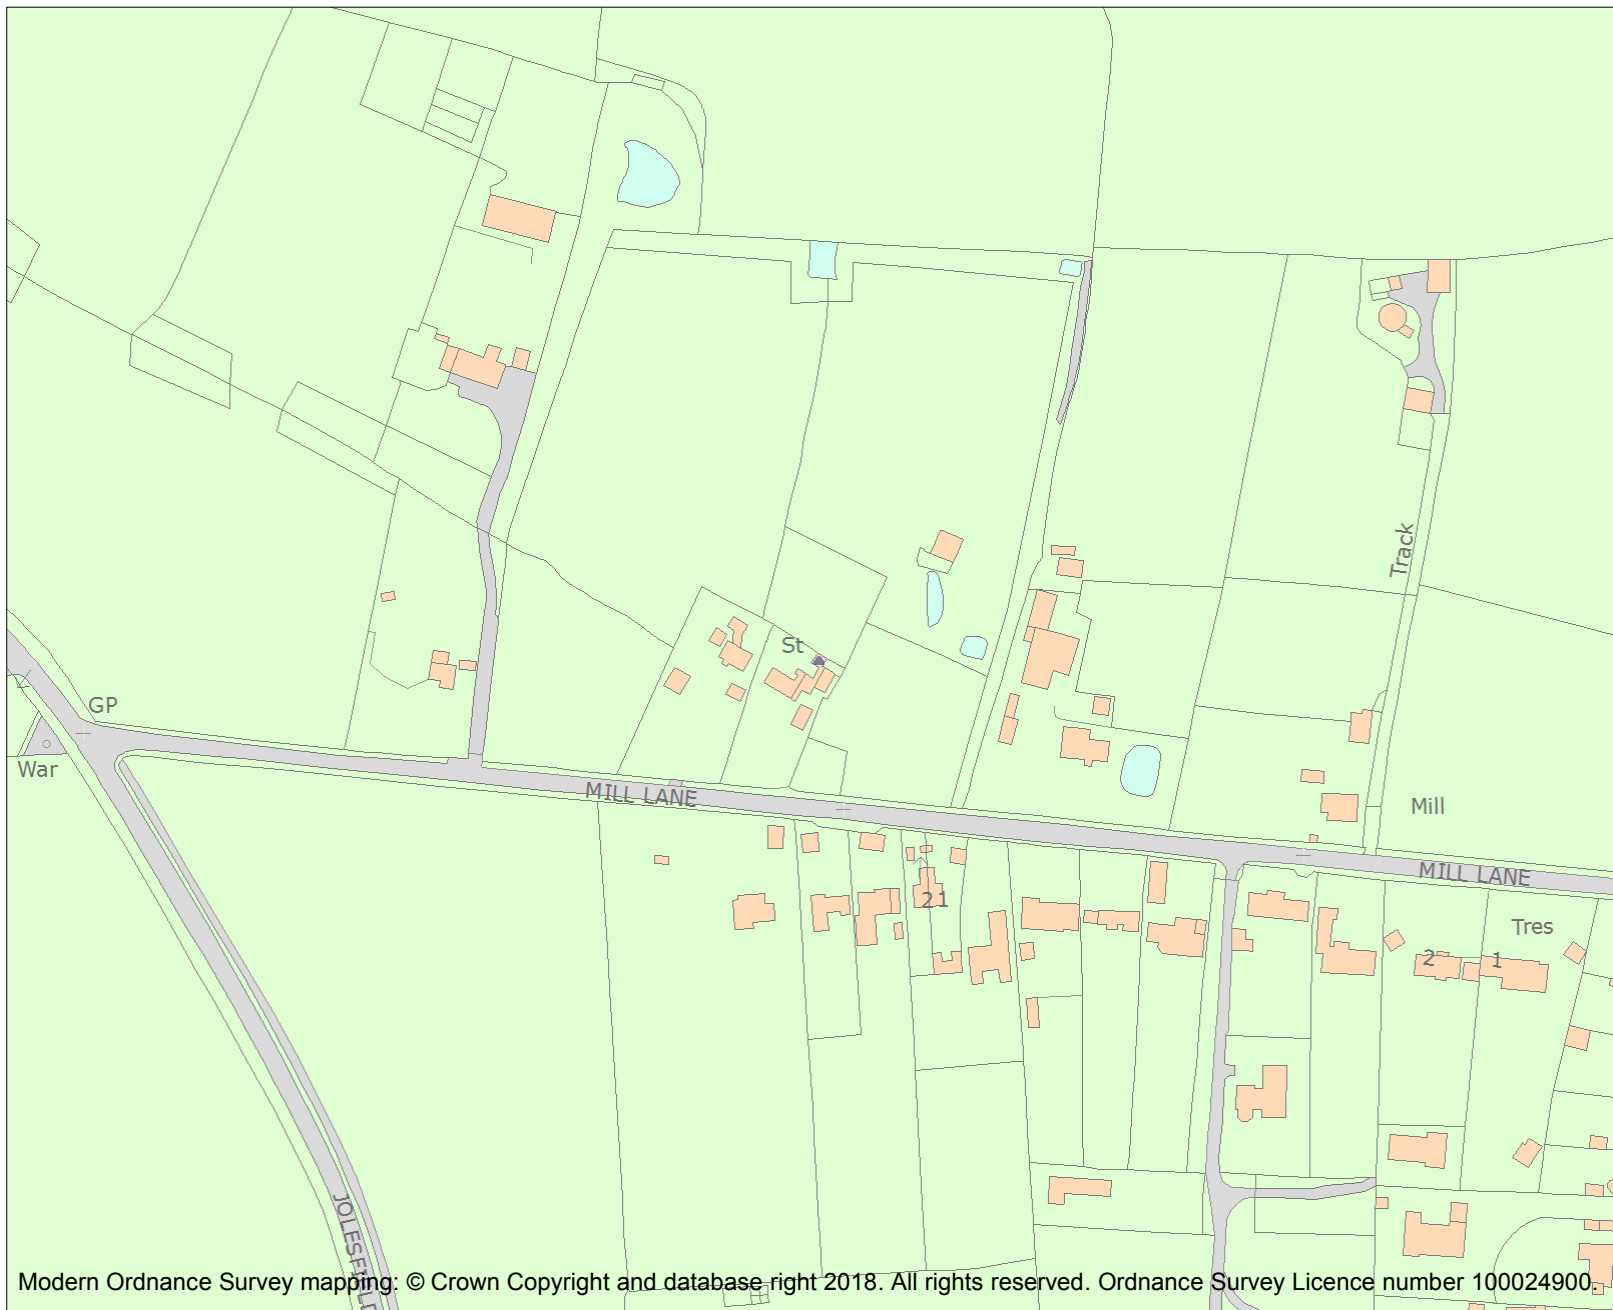 Track
St
GP
War
MILL LANE
Mill
MILL LANE
21
Tres
2
1
JOLESFIELD
Modern Ordnance Survey mapping: © Crown Copyright and database right 2018. All rights reserved. Ordnance Survey Licence number 100024900.